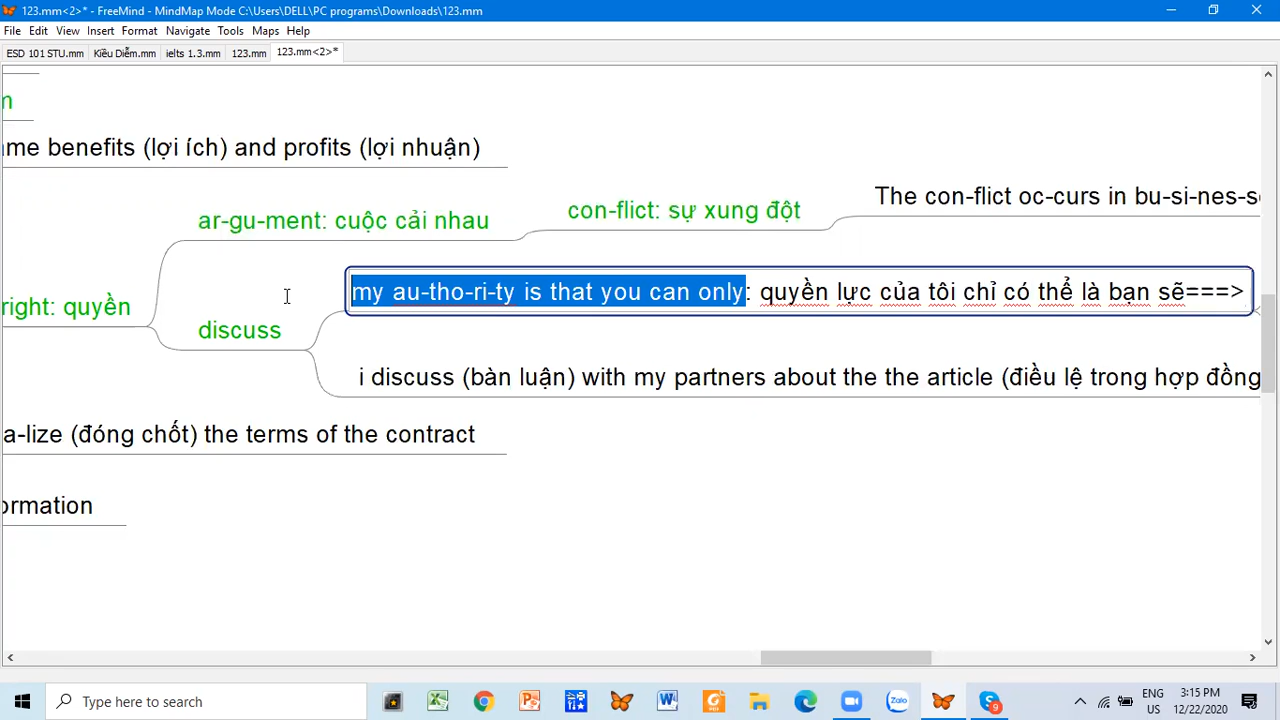 123.mm<2>* - FreeMind - MindMap Mode C:\Users\DELL\PC programs\Downloads\123.mm
File Edit View Insert Format Navigate Tools Maps Help
ESD 101 STU.mm Kiều Diễm.mm ielts 1.3.mm 123.mm 123.mm<2>*
m
me benefits (lợi ích) and profits (lợi nhuận)
The con-flict oc-curs in bu-si-nes-s
ar-gu-ment: cuộc cải nhau con-flict: sự xung đột
my au-tho-ri-ty is that you can only: quyền lực của tôi chỉ có thể là bạn sẽ===>
right: quyền
discuss
i discuss (bàn luận) with my partners about the the article (điều lệ trong hợp đồng
a-lize (đóng chốt) the terms of the contract
ormation
Type here to search
Zalo
9
ENG
US
3:15 PM
12/22/2020